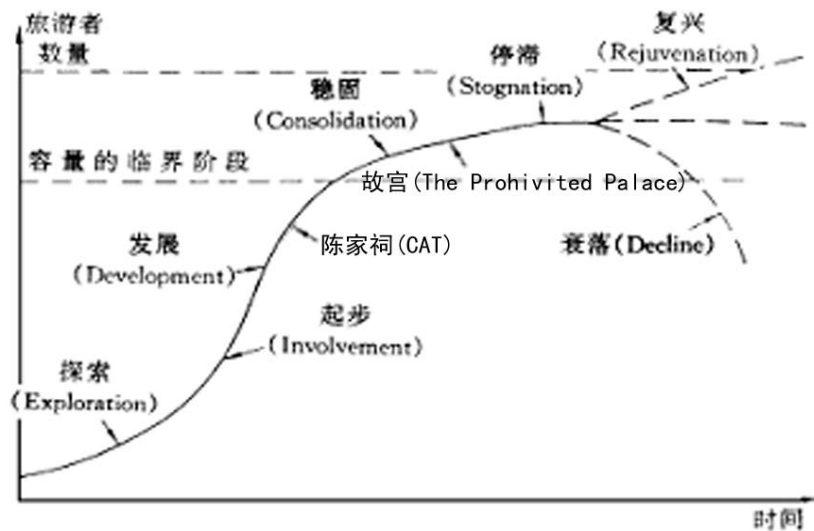 旅游者
数量
复兴
(Rejuvenation)
停滞
(Stognation)
稳固
(Consolidation)
容量的临界阶段
故宫(The Prohivited Palace)
发展
(Development)
陈家祠(CAT)
衰落(Decline)
起步
(Involvement)
探索
(Exploration)
时间